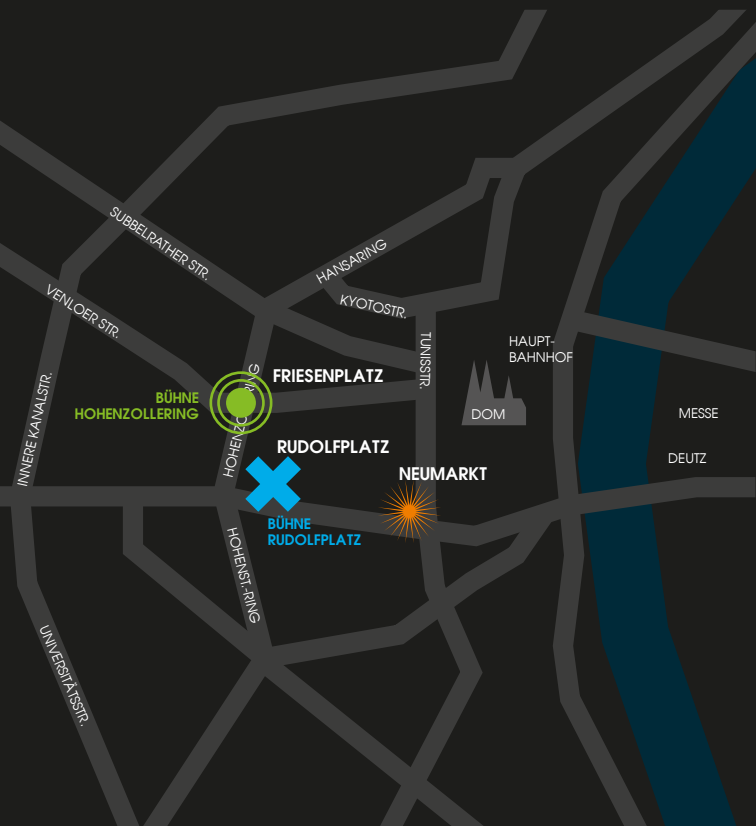 SUBBELRATHER STR.
HANSARING
VENLOER STR.
KYOTOSTR.
TUNISSTR.
HAUPT-
BAHNHOF
FRIESENPLATZ
INNERE KANALSTR.
BÜHNE
HOHENZOLLERING
HOHENZOLLERNRING
DOM
MESSE
RUDOLFPLATZ
DEUTZ
NEUMARKT
BÜHNE
RUDOLFPLATZ
HOHENST.-RING
UNIVERSITÄTSSTR.